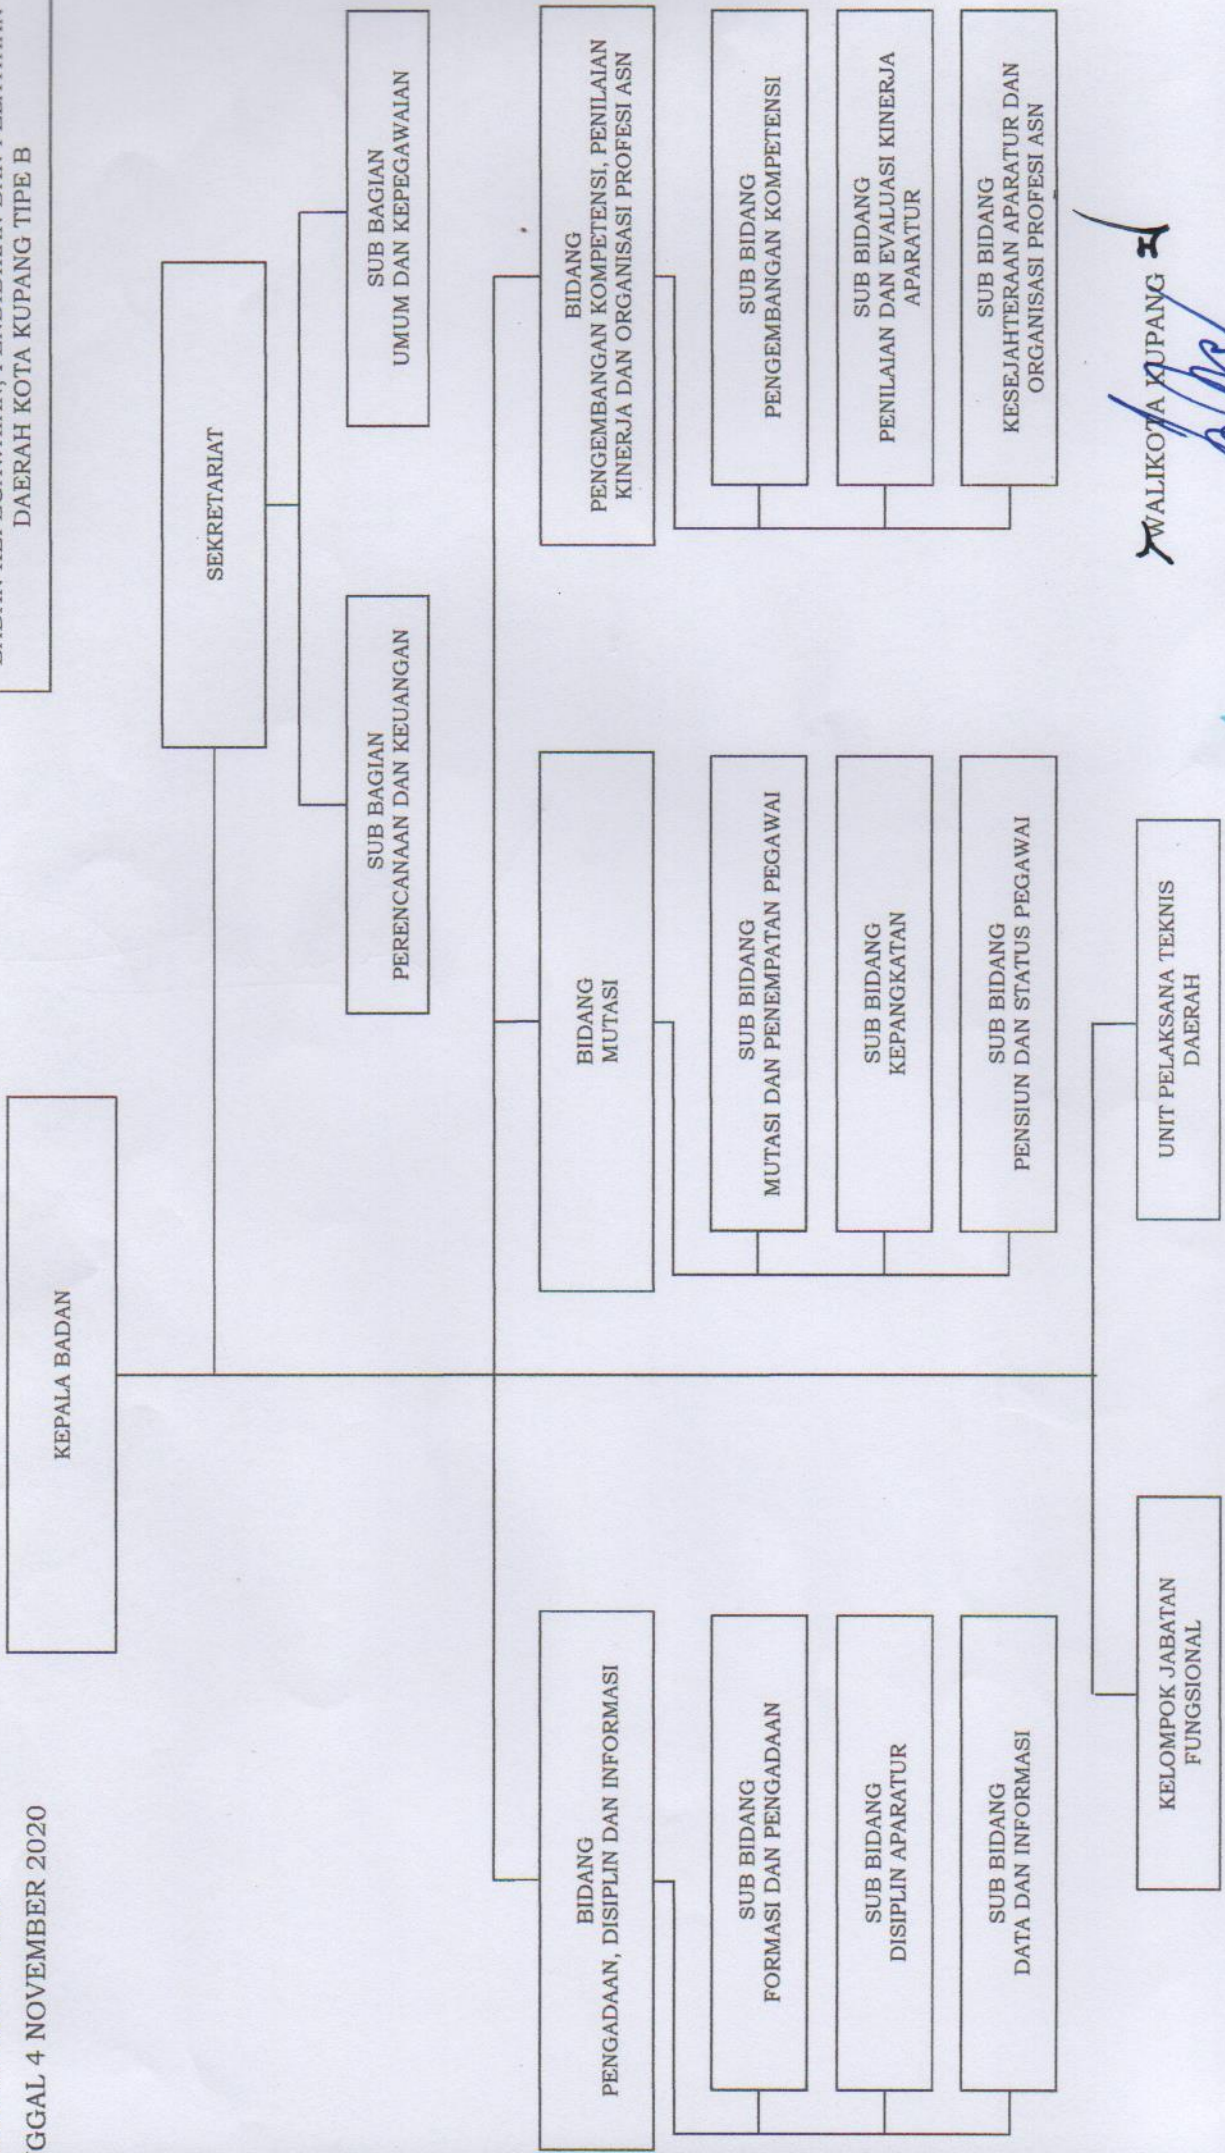 4 NOVEMBER 2020
DAERAH KOTA KUPANG TIPE B
KEPALA BADAN
SEKRETARIAT
SUB BAGIAN
PERENCANAAN DAN KEUANGAN
SUB BAGIAN
UMUM DAN KEPEGAWAIAN
BIDANG
PENGADAAN, DISIPLIN DAN INFORMASI
SUB BIDANG
FORMASI DAN PENGADAAN
SUB BIDANG
DISIPLIN APARATUR
SUB BIDANG
DATA DAN INFORMASI
BIDANG
MUTASI
SUB BIDANG
MUTASI DAN PENEMPATAN PEGAWAI
SUB BIDANG
KEPANGKATAN
SUB BIDANG
PENSIUN DAN STATUS PEGAWAI
BIDANG
PENGEMBANGAN KOMPETENSI, PENILAIAN
KINERJA DAN ORGANISASI PROFESI ASN
SUB BIDANG
PENGEMBANGAN KOMPETENSI
SUB BIDANG
PENILAIAN DAN EVALUASI KINERJA
APARATUR
SUB BIDANG
KESEJAHTERAAN APARATUR DAN
ORGANISASI PROFESI ASN
KELOMPOK JABATAN
FUNGSIONAL
UNIT PELAKSANA TEKNIS
DAERAH
WALIKOTA KUPANG